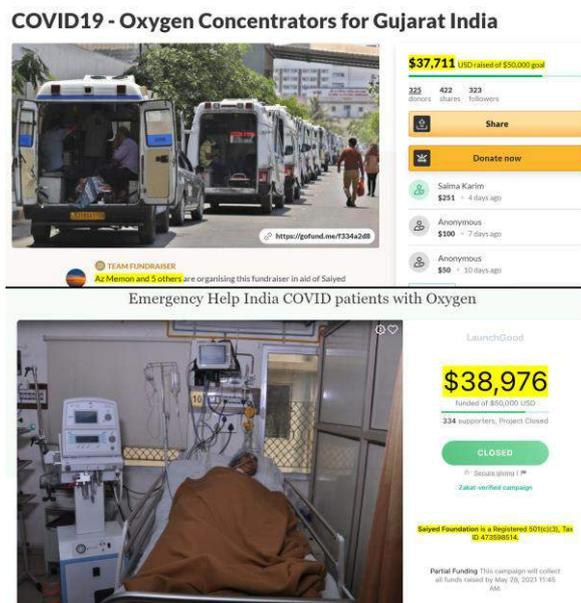 COVID19 - Oxygen Concentrators for Gujarat India
https://gofund.me/f334a2d8
TEAM FUNDRAISER
Az Memon and 5 others are organising this fundraiser in aid of Saiyed
$37,711 USD raised of $50,000 goal
325 422 323
donors shares followers
Share
Donate now
Saima Karim
$251 • 4 days ago
Anonymous
$100 • 7 days ago
Anonymous
$50 • 10 days ago
Emergency Help India COVID patients with Oxygen
10
LaunchGood
$38,976
funded of $50,000 USD
334 supporters, Project Closed
CLOSED
Secure giving
Zakat-verified campaign
Saiyed Foundation is a Registered 501(c)(3), Tax
ID 473598514.
Partial Funding This campaign will collect
all funds raised by May 28, 2021 11:45
AM.